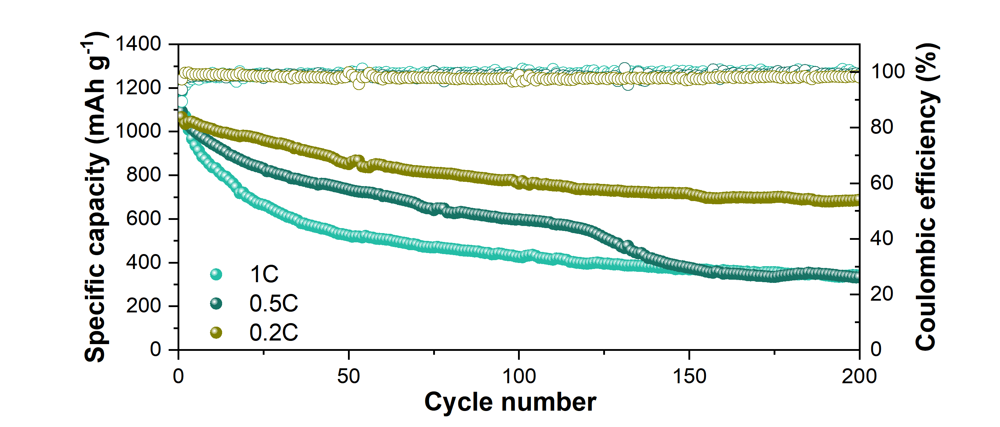 Specific capacity (mAh g⁻¹)
1400
1200
1000
800
600
400
200
0
1C
0.5C
0.2C
100
80
60
40
20
0
Coulombic efficiency (%)
0 50 100 150 200
Cycle number